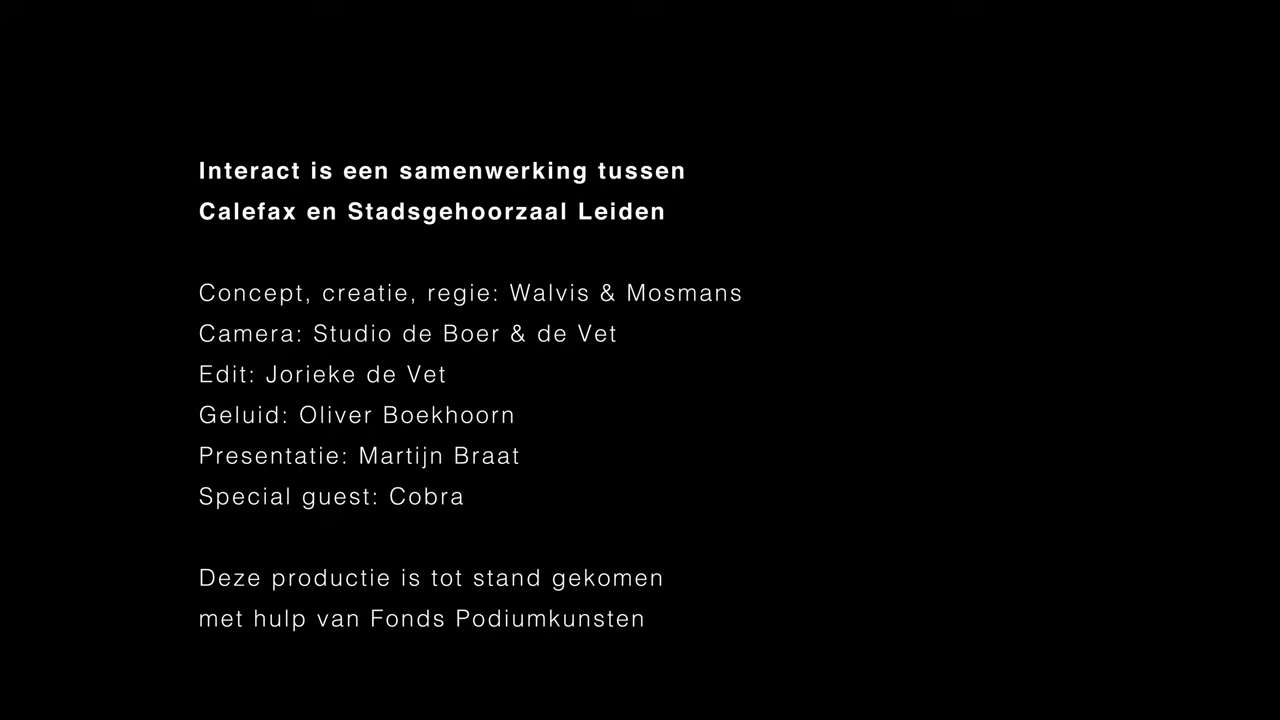 Interact is een samenwerking tussen
Calefax en Stadsgehoorzaal Leiden
Concept, creatie, regie: Walvis & Mosmans
Camera: Studio de Boer & de Vet
Edit: Jorieke de Vet
Geluid: Oliver Boekhoorn
Presentatie: Martijn Braat
Special guest: Cobra
Deze productie is tot stand gekomen
met hulp van Fonds Podiumkunsten